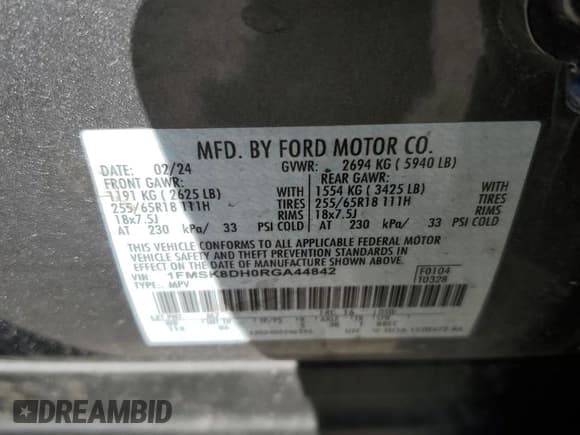 MFD. BY FORD MOTOR CO.
DATE: 02/24 GVWR: 2694 KG ( 5940 LB)
FRONT GAWR: REAR GAWR:
1191 KG ( 2625 LB) WITH 1554 KG ( 3425 LB) WITH
255/65R18 111H TIRES 255/65R18 111H TIRES
18x7.5J RIMS 18x7.5J RIMS
AT 230 kPa/ 33 PSI COLD AT 230 kPa/ 33 PSI COLD
THIS VEHICLE CONFORMS TO ALL APPLICABLE FEDERAL MOTOR
VEHICLE SAFETY AND THEFT PREVENTION STANDARDS IN
EFFECT ON THE DATE OF MANUFACTURE SHOWN ABOVE.
VIN: 1FMSK8DH0RGA44842 F0104
TYPE: MPV T0328
DREAMBID